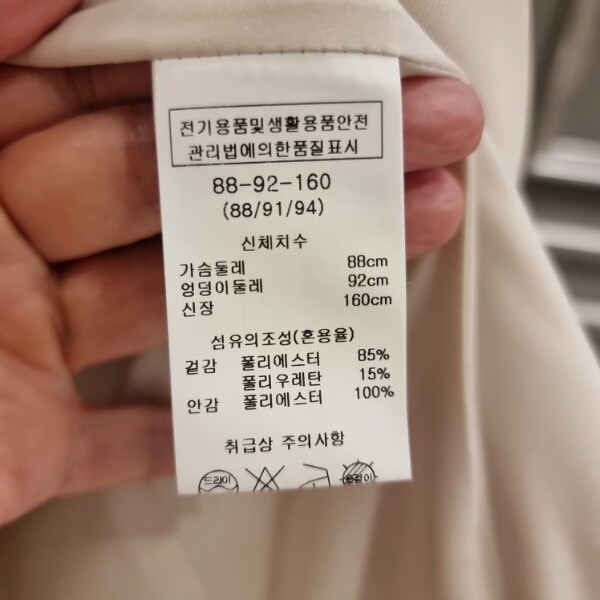 전기용품및생활용품안전
관리법에의한품질표시
88-92-160
(88/91/94)
신체치수
가슴둘레 88cm
엉덩이둘레 92cm
신장 160cm
섬유의조성(혼용율)
겉감 폴리에스터 85%
폴리우레탄 15%
안감 폴리에스터 100%
취급상 주의사항
드라이